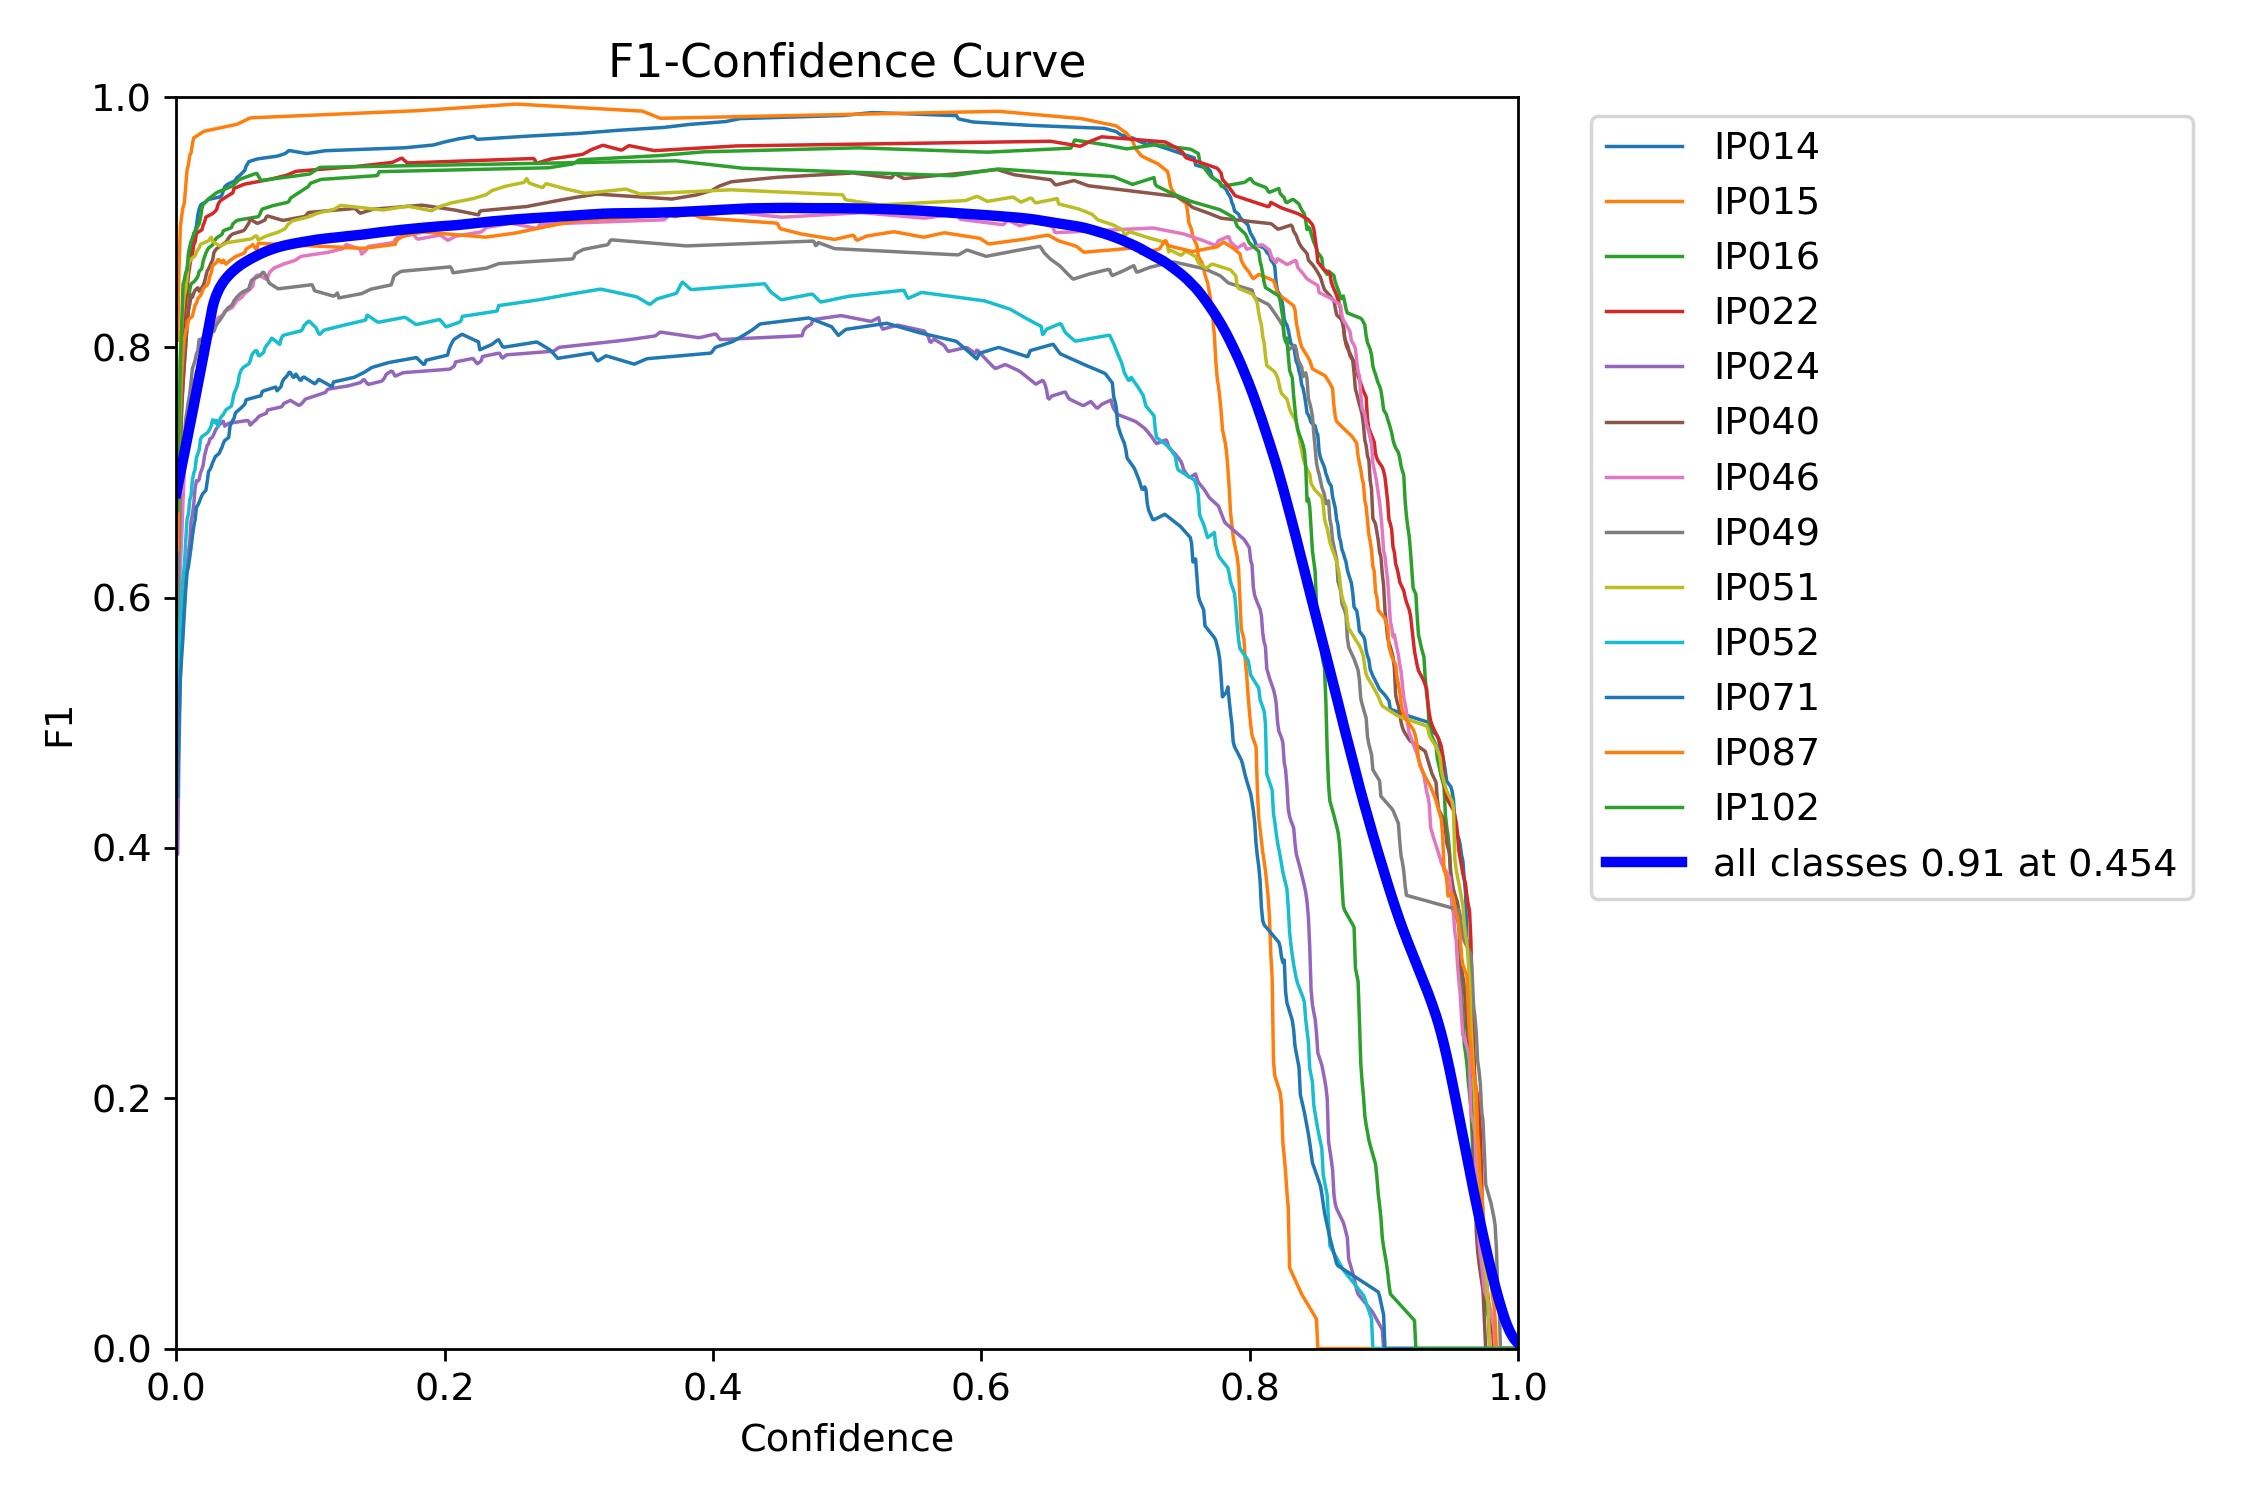 F1-Confidence Curve
1.0
0.8
0.6
0.4
0.2
0.0
F1
0.0 0.2 0.4 0.6 0.8 1.0
Confidence
IP014
IP015
IP016
IP022
IP024
IP040
IP046
IP049
IP051
IP052
IP071
IP087
IP102
all classes 0.91 at 0.454